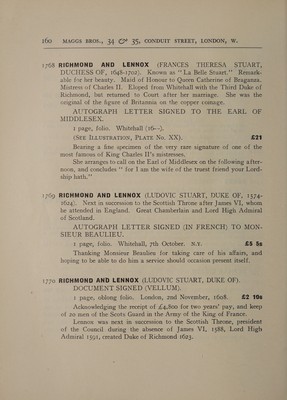 160 MAGGS BROS., 34 & 35, CONDUIT STREET, LONDON, W.
1768 RICHMOND AND LENNOX (FRANCES THERESA STUART,
DUCHESS OF, 1648-1702). Known as "La Belle Stuart." Remark-
able for her beauty. Maid of Honour to Queen Catherine of Braganza.
Mistress of Charles II. Eloped from Whitehall with the Third Duke of
Richmond, but returned to Court after her marriage. She was the
original of the figure of Britannia on the copper coinage.
AUTOGRAPH LETTER SIGNED TO THE EARL OF
MIDDLESEX.
1 page, folio. Whitehall (16—).
(SEE ILLUSTRATION, PLATE No. XX). £21
Bearing a fine specimen of the very rare signature of one of the
most famous of King Charles II's mistresses.
She arranges to call on the Earl of Middlesex on the following after-
noon, and concludes " for I am the wife of the truest friend your Lord-
ship hath."
1769 RICHMOND AND LENNOX (LUDOVIC STUART, DUKE OF, 1574-
1624). Next in succession to the Scottish Throne after James VI, whom
he attended in England. Great Chamberlain and Lord High Admiral
of Scotland.
AUTOGRAPH LETTER SIGNED (IN FRENCH) TO MON-
SIEUR BEAULIEU.
1 page, folio. Whitehall, 7th October. N.Y. £5 5s
Thanking Monsieur Beaulieu for taking care of his affairs, and
hoping to be able to do him a service should occasion present itself.
1770 RICHMOND AND LENNOX (LUDOVIC STUART, DUKE OF).
DOCUMENT SIGNED (VELLUM).
1 page, oblong folio. London, 2nd November, 1608. £2 10s
Acknowledging the receipt of £4,800 for two years' pay, and keep
of 20 men of the Scots Guard in the Army of the King of France.
Lennox was next in succession to the Scottish Throne, president
of the Council during the absence of James VI, 1588, Lord High
Admiral 1591, created Duke of Richmond 1623.